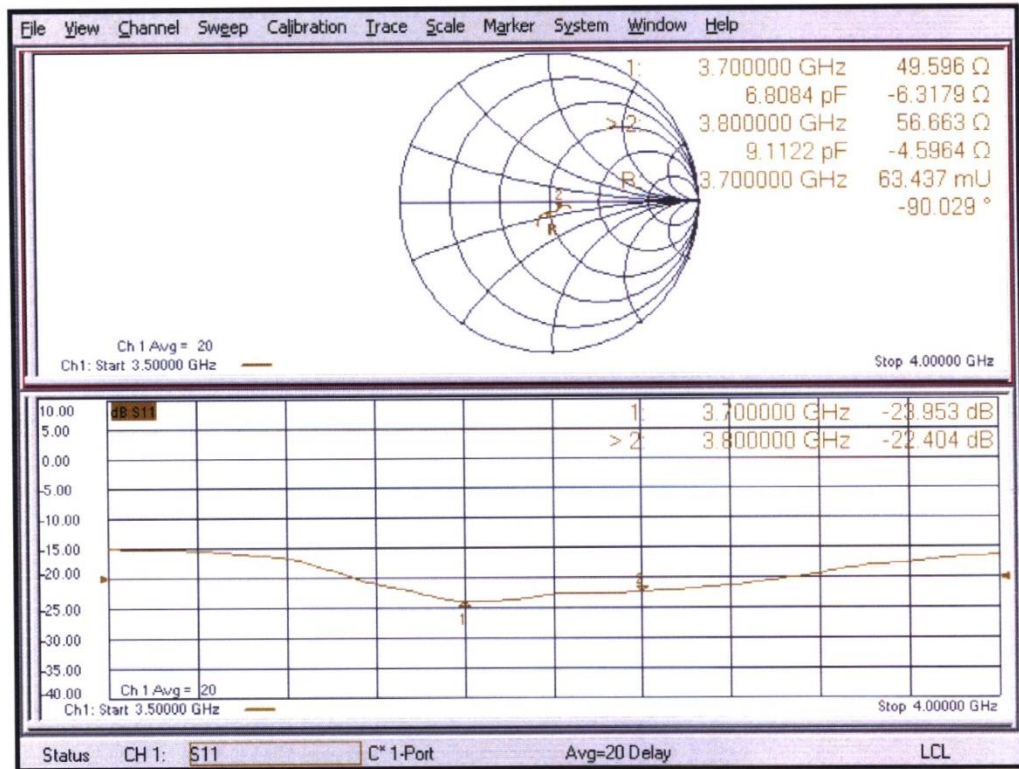 File View Channel Sweep Calibration Trace Scale Marker System Window Help
1: 3.700000 GHz 49.596 Ω
6.8084 pF -6.3179 Ω
> 2: 3.800000 GHz 56.663 Ω
9.1122 pF -4.5964 Ω
R: 3.700000 GHz 63.437 mU
-90.029 °
2
R
Ch 1 Avg = 20
Ch1: Start 3.50000 GHz Stop 4.00000 GHz
10.00 dB S11 1: 3.700000 GHz -23.953 dB
5.00 > 2: 3.800000 GHz -22.404 dB
0.00
-5.00
-10.00
-15.00
-20.00 2
-25.00 1
-30.00
-35.00
-40.00 Ch 1 Avg = 20
Ch1: Start 3.50000 GHz Stop 4.00000 GHz
Status CH 1: S11 C* 1-Port Avg=20 Delay LCL